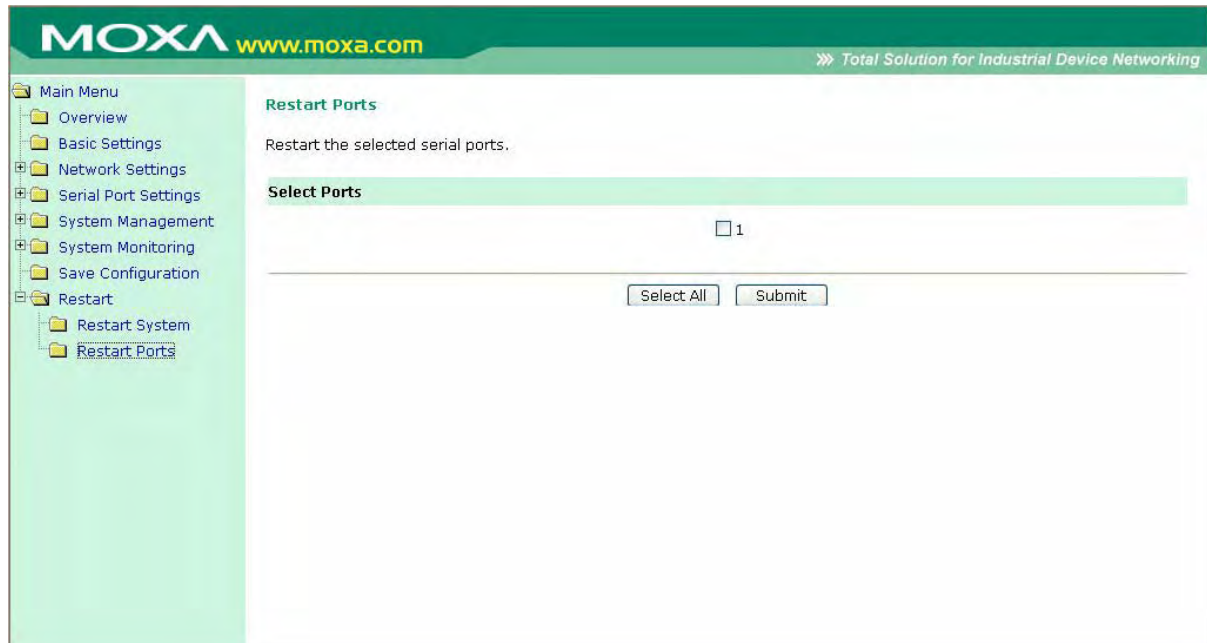 MOXA www.moxa.com
Total Solution for Industrial Device Networking
Main Menu
Overview
Basic Settings
Network Settings
Serial Port Settings
System Management
System Monitoring
Save Configuration
Restart
Restart System
Restart Ports
Restart Ports
Restart the selected serial ports.
Select Ports
1
Select All Submit